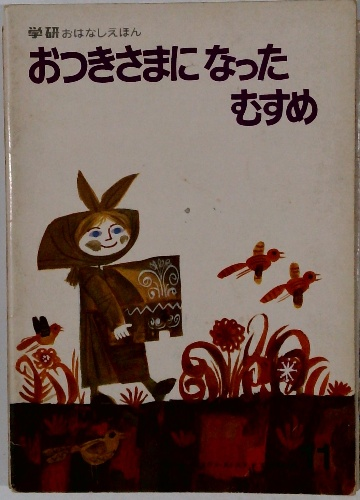 学研おはなしえほん
おつきさまになった
むすめ